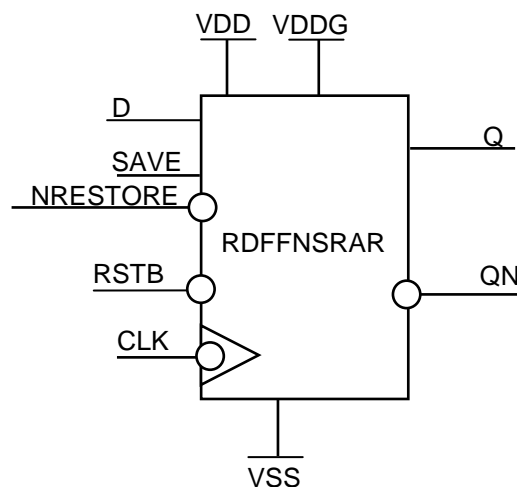 VDD VDDG
D
Q
SAVE
NRESTORE
RDFFNSRAR
RSTB
QN
CLK
VSS